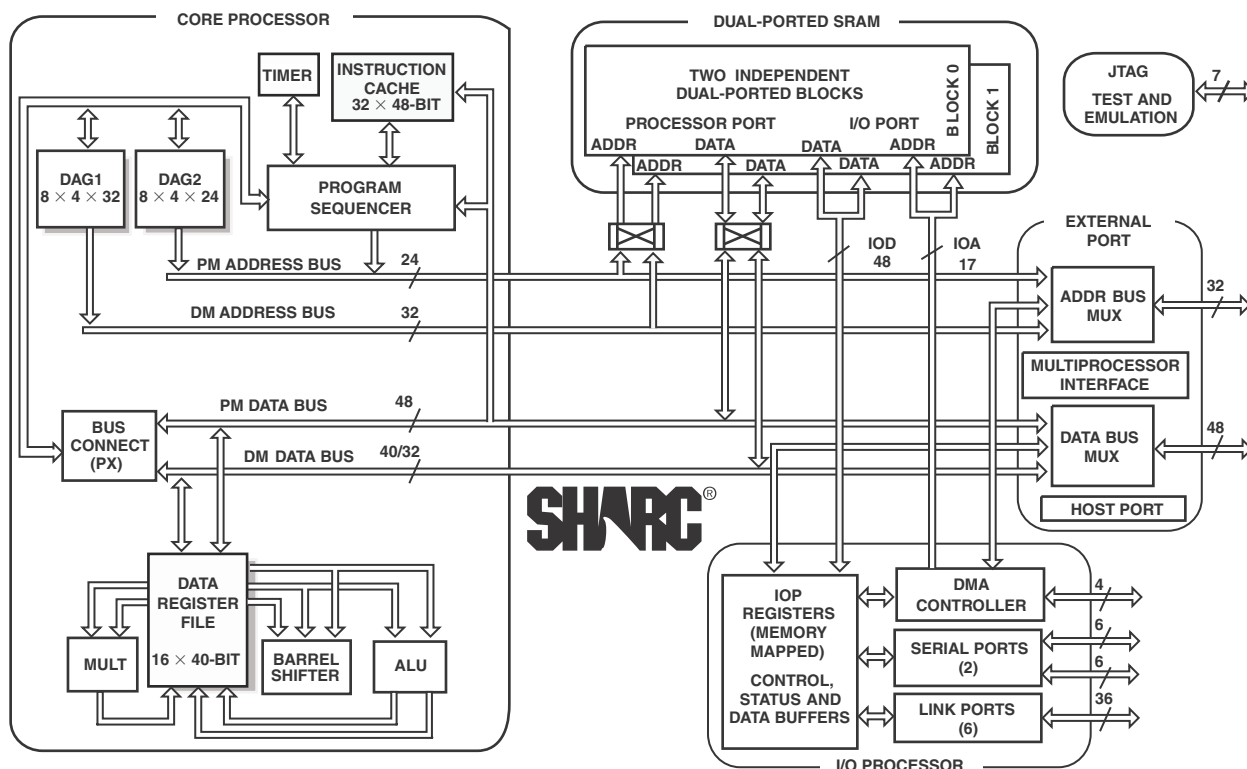 CORE PROCESSOR
TIMER
INSTRUCTION
CACHE
32 × 48-BIT
DAG1
8 × 4 × 32
DAG2
8 × 4 × 24
PROGRAM
SEQUENCER
PM ADDRESS BUS
24
DM ADDRESS BUS
32
PM DATA BUS
48
BUS
CONNECT
(PX)
DM DATA BUS
40/32
DATA
REGISTER
FILE
16 × 40-BIT
MULT
BARREL
SHIFTER
ALU
DUAL-PORTED SRAM
TWO INDEPENDENT
DUAL-PORTED BLOCKS
PROCESSOR PORT
I/O PORT
ADDR
DATA
DATA
ADDR
ADDR
DATA
DATA
ADDR
BLOCK 0
BLOCK 1
JTAG
TEST AND
EMULATION
7
IOD
48
IOA
17
EXTERNAL
PORT
ADDR BUS
MUX
32
MULTIPROCESSOR
INTERFACE
DATA BUS
MUX
48
HOST PORT
SHARC®
IOP
REGISTERS
(MEMORY
MAPPED)
CONTROL,
STATUS AND
DATA BUFFERS
DMA
CONTROLLER
4
SERIAL PORTS
(2)
6
6
LINK PORTS
(6)
36
I/O PROCESSOR